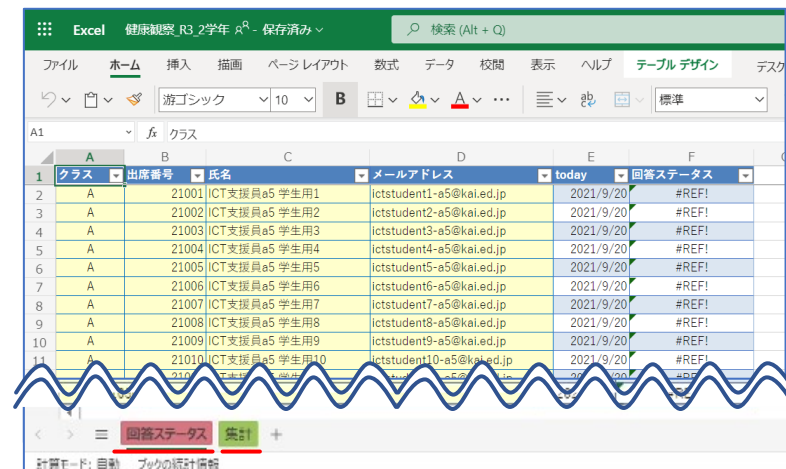 Excel 健康観察_R3_2学年 - 保存済み 検索 (Alt + Q)
ファイル ホーム 挿入 描画 ページ レイアウト 数式 データ 校閲 表示 ヘルプ テーブル デザイン デスク
游ゴシック 10 B A ab 標準
A1 fx クラス
A B C D E F
1 クラス 出席番号 氏名 メールアドレス today 回答ステータス
2 A 21001 ICT支援員a5 学生用1 ictstudent1-a5@kai.ed.jp 2021/9/20 #REF!
3 A 21002 ICT支援員a5 学生用2 ictstudent2-a5@kai.ed.jp 2021/9/20 #REF!
4 A 21003 ICT支援員a5 学生用3 ictstudent3-a5@kai.ed.jp 2021/9/20 #REF!
5 A 21004 ICT支援員a5 学生用4 ictstudent4-a5@kai.ed.jp 2021/9/20 #REF!
6 A 21005 ICT支援員a5 学生用5 ictstudent5-a5@kai.ed.jp 2021/9/20 #REF!
7 A 21006 ICT支援員a5 学生用6 ictstudent6-a5@kai.ed.jp 2021/9/20 #REF!
8 A 21007 ICT支援員a5 学生用7 ictstudent7-a5@kai.ed.jp 2021/9/20 #REF!
9 A 21008 ICT支援員a5 学生用8 ictstudent8-a5@kai.ed.jp 2021/9/20 #REF!
10 A 21009 ICT支援員a5 学生用9 ictstudent9-a5@kai.ed.jp 2021/9/20 #REF!
11 A 21010 ICT支援員a5 学生用10 ictstudent10-a5@kai.ed.jp 2021/9/20 #REF!
回答ステータス 集計
計算モード: 自動 ブックの統計情報